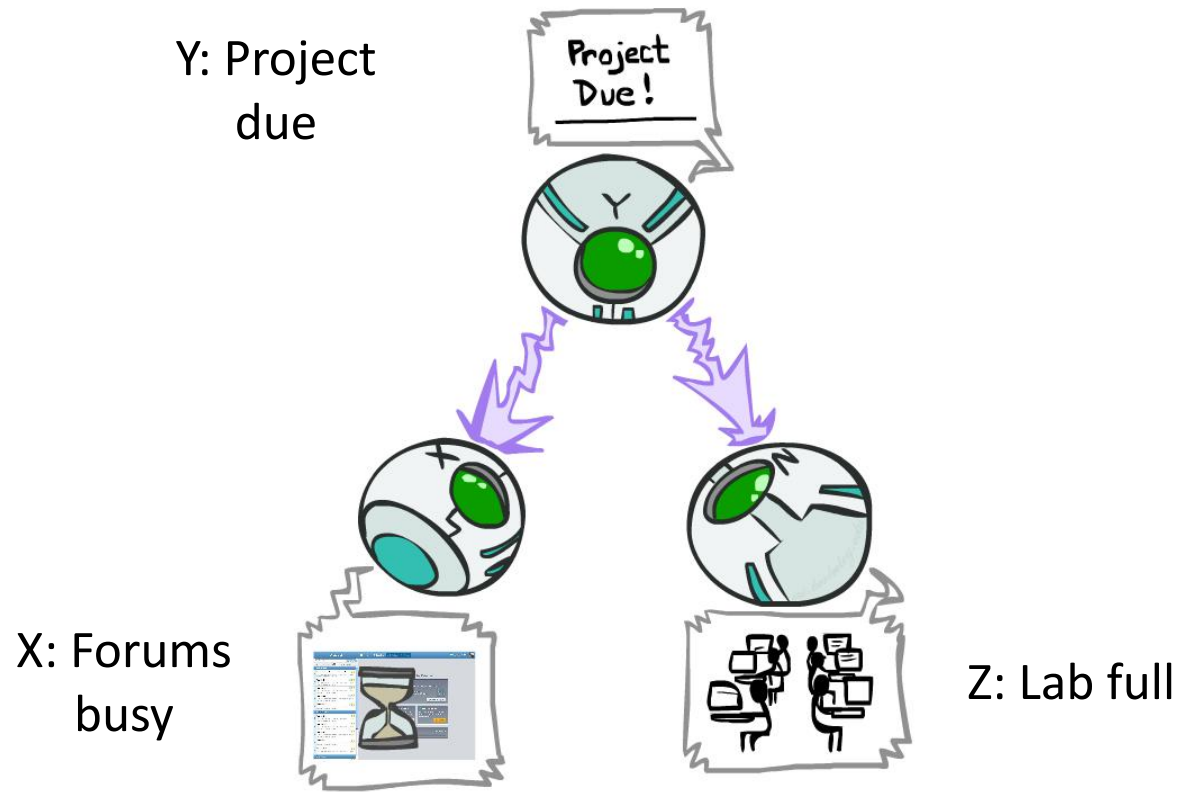 Y: Project
due
Project
Due!
Y
X
Z
X: Forums
busy
Z: Lab full